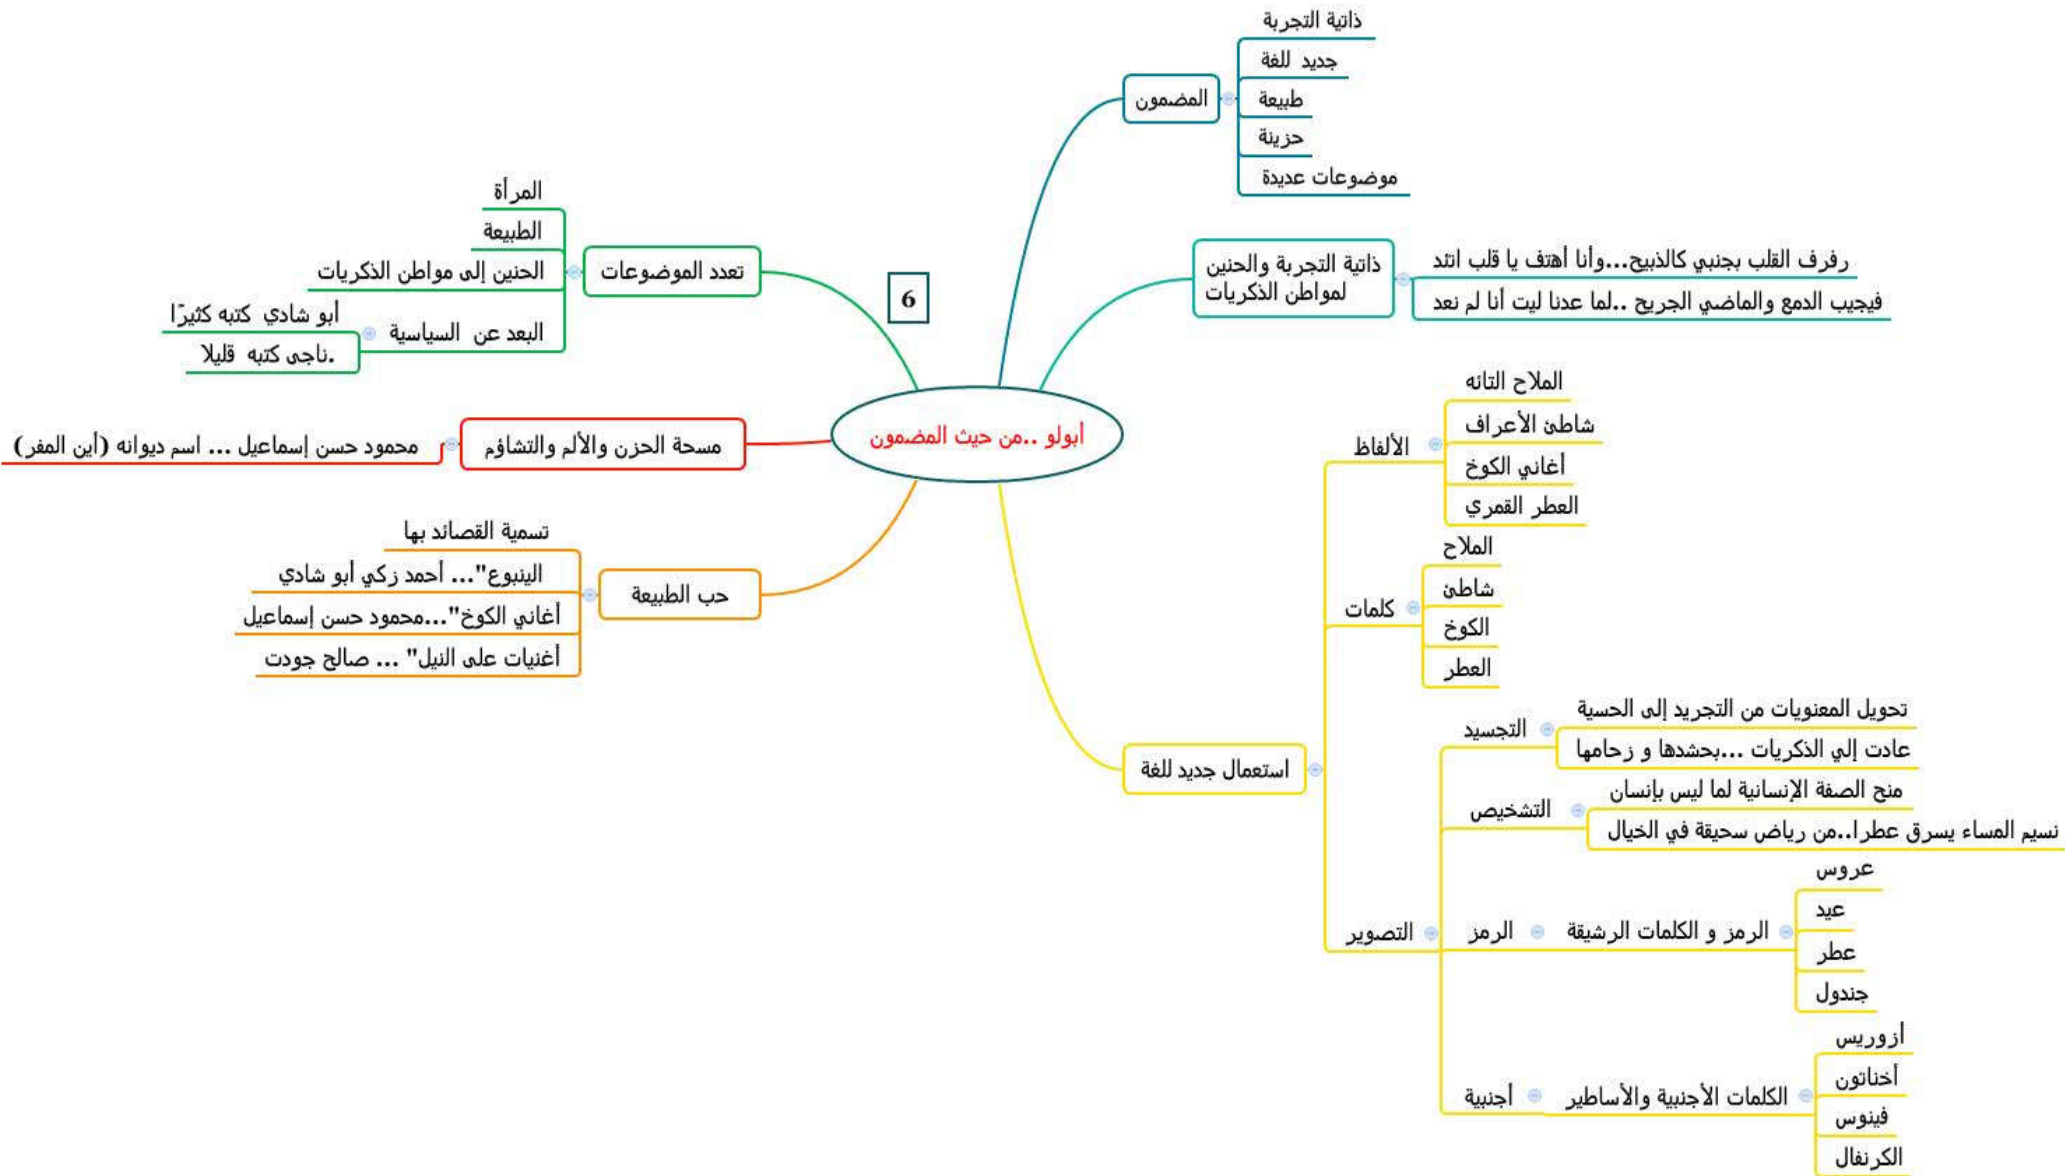 أبولو ..من حيث المضمون
6
المضمون
ذاتية التجربة
جديد للغة
طبيعة
حزينة
موضوعات عديدة
ذاتية التجربة والحنين
لمواطن الذكريات
رفرف القلب بجنبي كالذبيح...وأنا أهتف يا قلب اتئد
فيجيب الدمع والماضي الجريح ..لما عدنا ليت أنا لم نعد
استعمال جديد للغة
الألفاظ
الملاح التائه
شاطئ الأعراف
أغاني الكوخ
العطر القمري
كلمات
الملاح
شاطئ
الكوخ
العطر
التصوير
التجسيد
تحويل المعنويات من التجريد إلى الحسية
عادت إلي الذكريات ...بحشدها و زحامها
التشخيص
منح الصفة الإنسانية لما ليس بإنسان
نسيم المساء يسرق عطرا..من رياض سحيقة في الخيال
الرمز
الرمز و الكلمات الرشيقة
عروس
عيد
عطر
جندول
أجنبية
الكلمات الأجنبية والأساطير
أزوريس
أخناتون
فينوس
الكرنفال
تعدد الموضوعات
المرأة
الطبيعة
الحنين إلى مواطن الذكريات
البعد عن السياسية
أبو شادي كتبه كثيرًا
.ناجى كتبه قليلا
مسحة الحزن والألم والتشاؤم
محمود حسن إسماعيل ... اسم ديوانه (أين المفر)
حب الطبيعة
تسمية القصائد بها
الينبوع"... أحمد زكي أبو شادي
أغاني الكوخ"...محمود حسن إسماعيل
أغنيات على النيل" ... صالح جودت